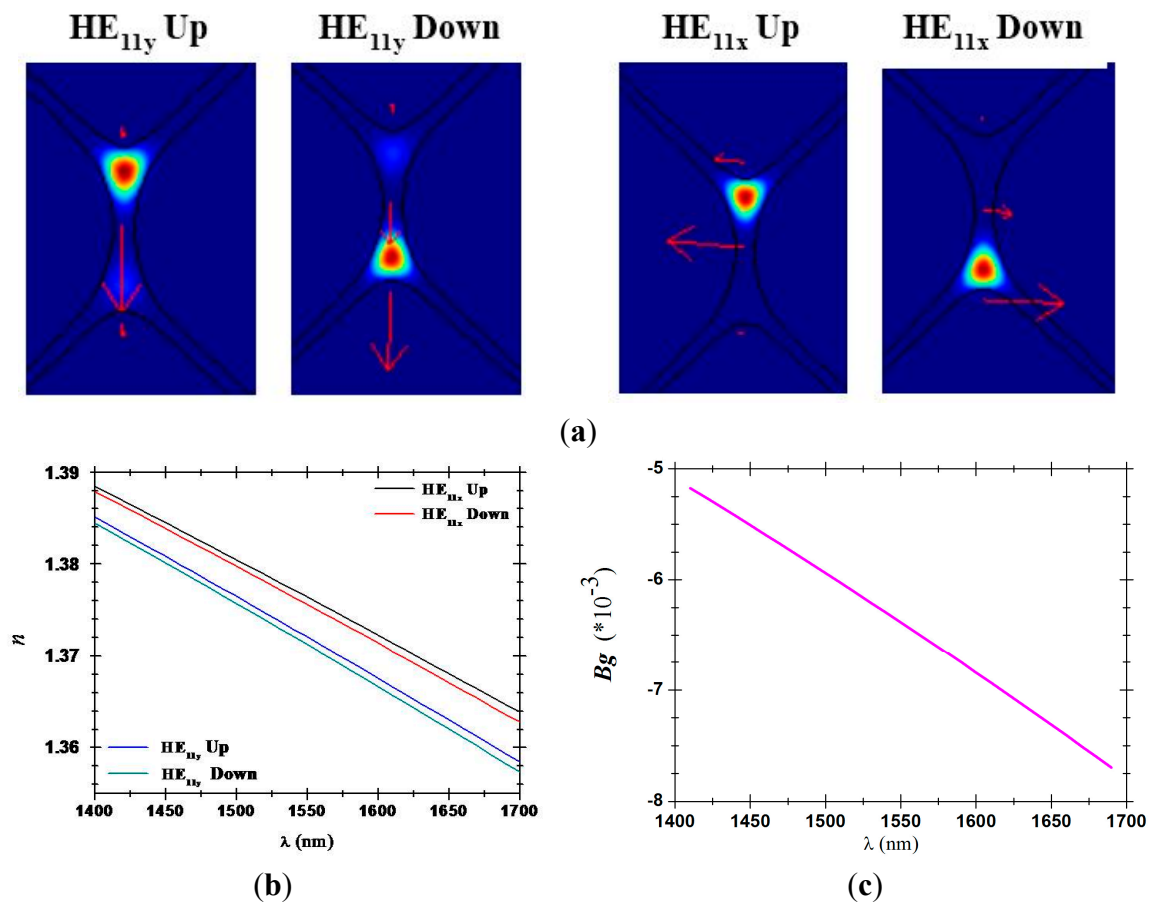 HE11y Up HE11y Down HE11x Up HE11x Down
(a)
1.39
1.38
1.37
1.36
n
HE11x Up
HE11x Down
HE11y Up
HE11y Down
1400 1450 1500 1550 1600 1650 1700
λ (nm)
(b)
-5
-6
-7
-8
Bg (*10-3)
1400 1450 1500 1550 1600 1650 1700
λ (nm)
(c)